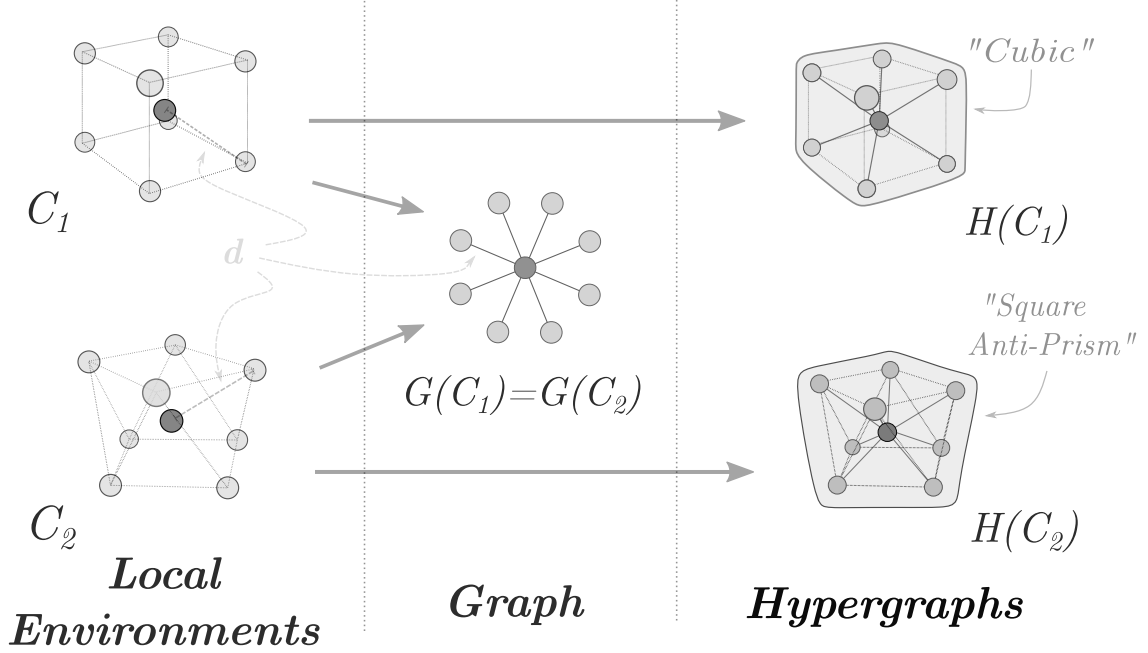 "Cubic"
C₁
H(C₁)
d
"Square
Anti-Prism"
G(C₁)=G(C₂)
C₂
H(C₂)
Local
Environments
Graph
Hypergraphs